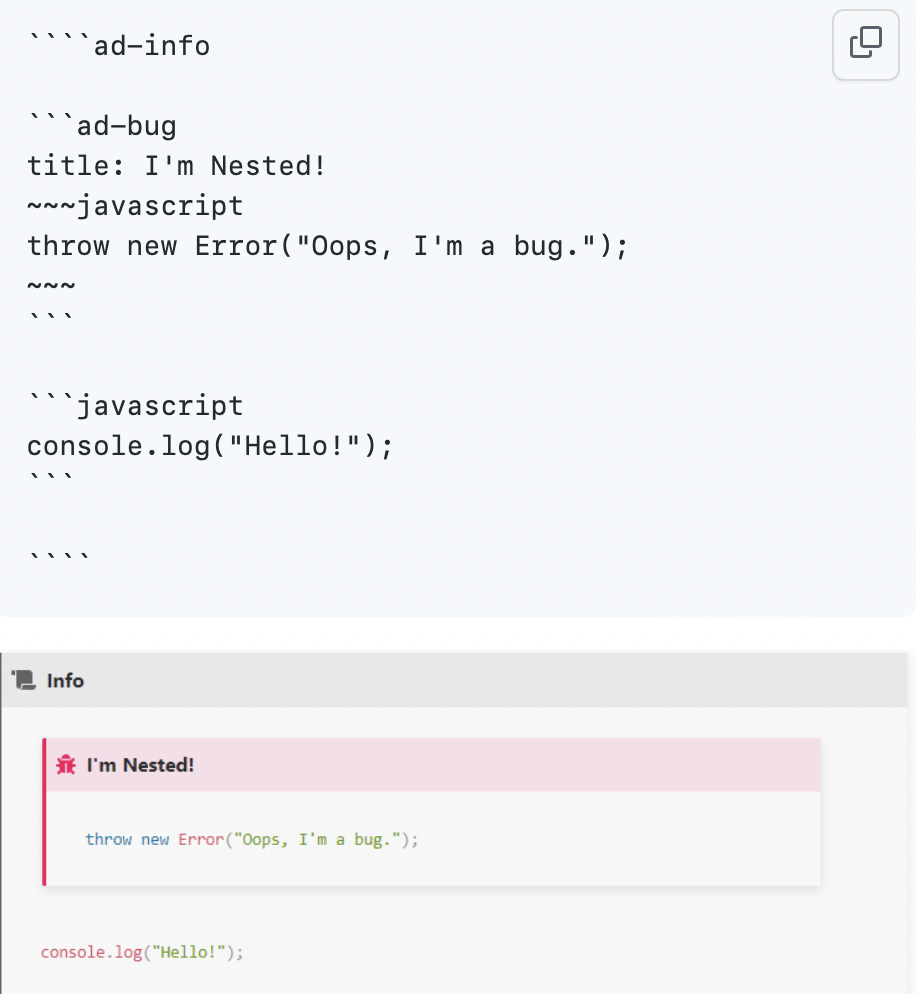 ````ad-info
```ad-bug
title: I'm Nested!
~~~javascript
throw new Error("Oops, I'm a bug.");
~~~
```
```javascript
console.log("Hello!");
```
````
Info
I'm Nested!
throw new Error("Oops, I'm a bug.");
console.log("Hello!");